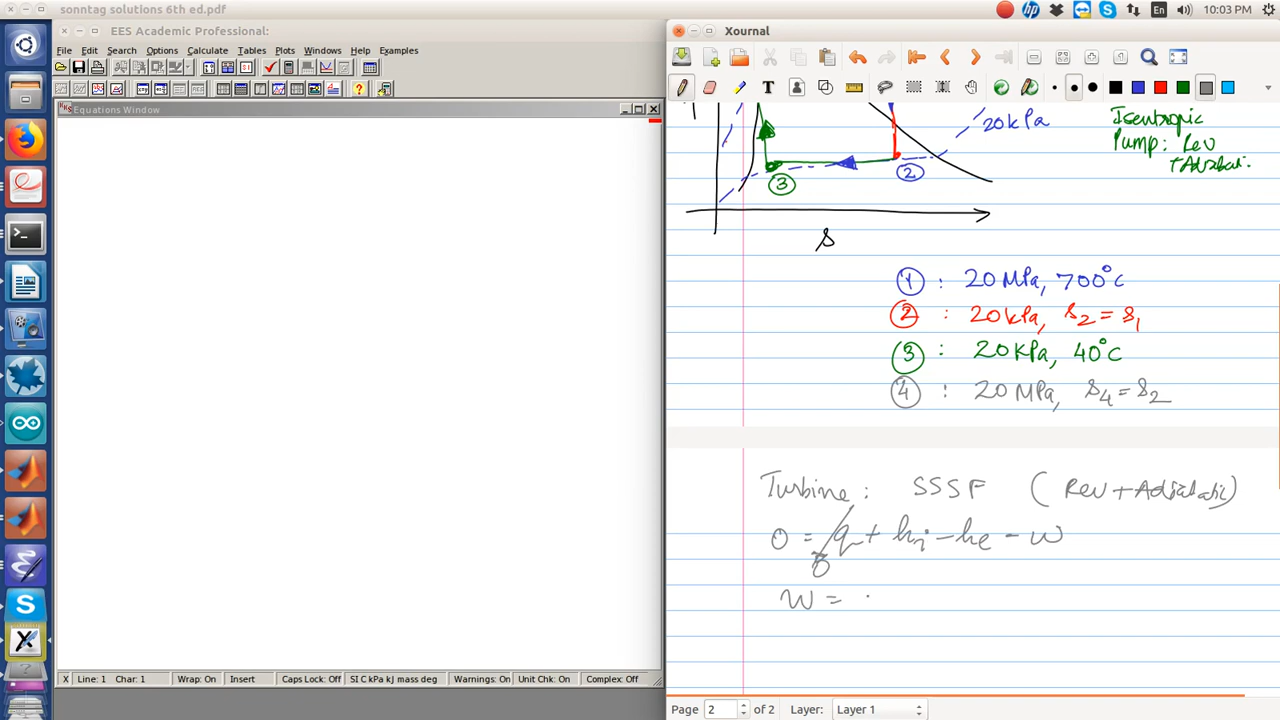 sonntag solutions 6th ed.pdf
En
10:03 PM
EES Academic Professional:
File Edit Search Options Calculate Tables Plots Windows Help Examples
Equations Window
X Line: 1 Char: 1 Wrap: On Insert Caps Lock: Off SI C kPa kJ mass deg Warnings: On Unit Chk: On Complex: Off
Xournal
20kPa
Isentropic
Pump: Rev
+Adiabati.
3
2
s
1 : 20 MPa, 700°C
2 : 20kPa, s2 = s1
3 : 20KPa, 40°C
4 : 20 MPa, s4 = s2
Turbine: SSSF (Rev + Adiabatic)
0 = q + hi - he - w
0
W =
Page 2 of 2 Layer: Layer 1